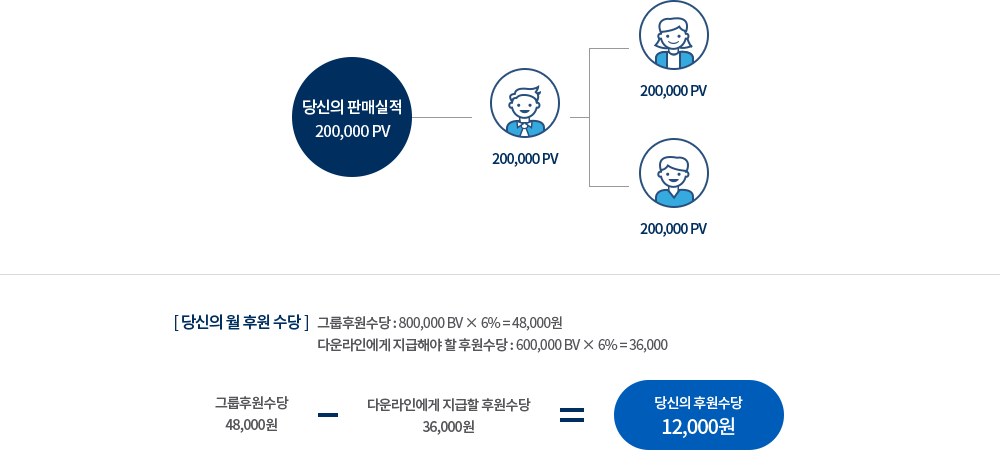 당신의 판매실적
200,000 PV
200,000 PV
200,000 PV
200,000 PV
[ 당신의 월 후원 수당 ]
그룹후원수당 : 800,000 BV × 6% = 48,000원
다운라인에게 지급해야 할 후원수당 : 600,000 BV × 6% = 36,000
그룹후원수당
48,000원
다운라인에게 지급할 후원수당
36,000원
당신의 후원수당
12,000원